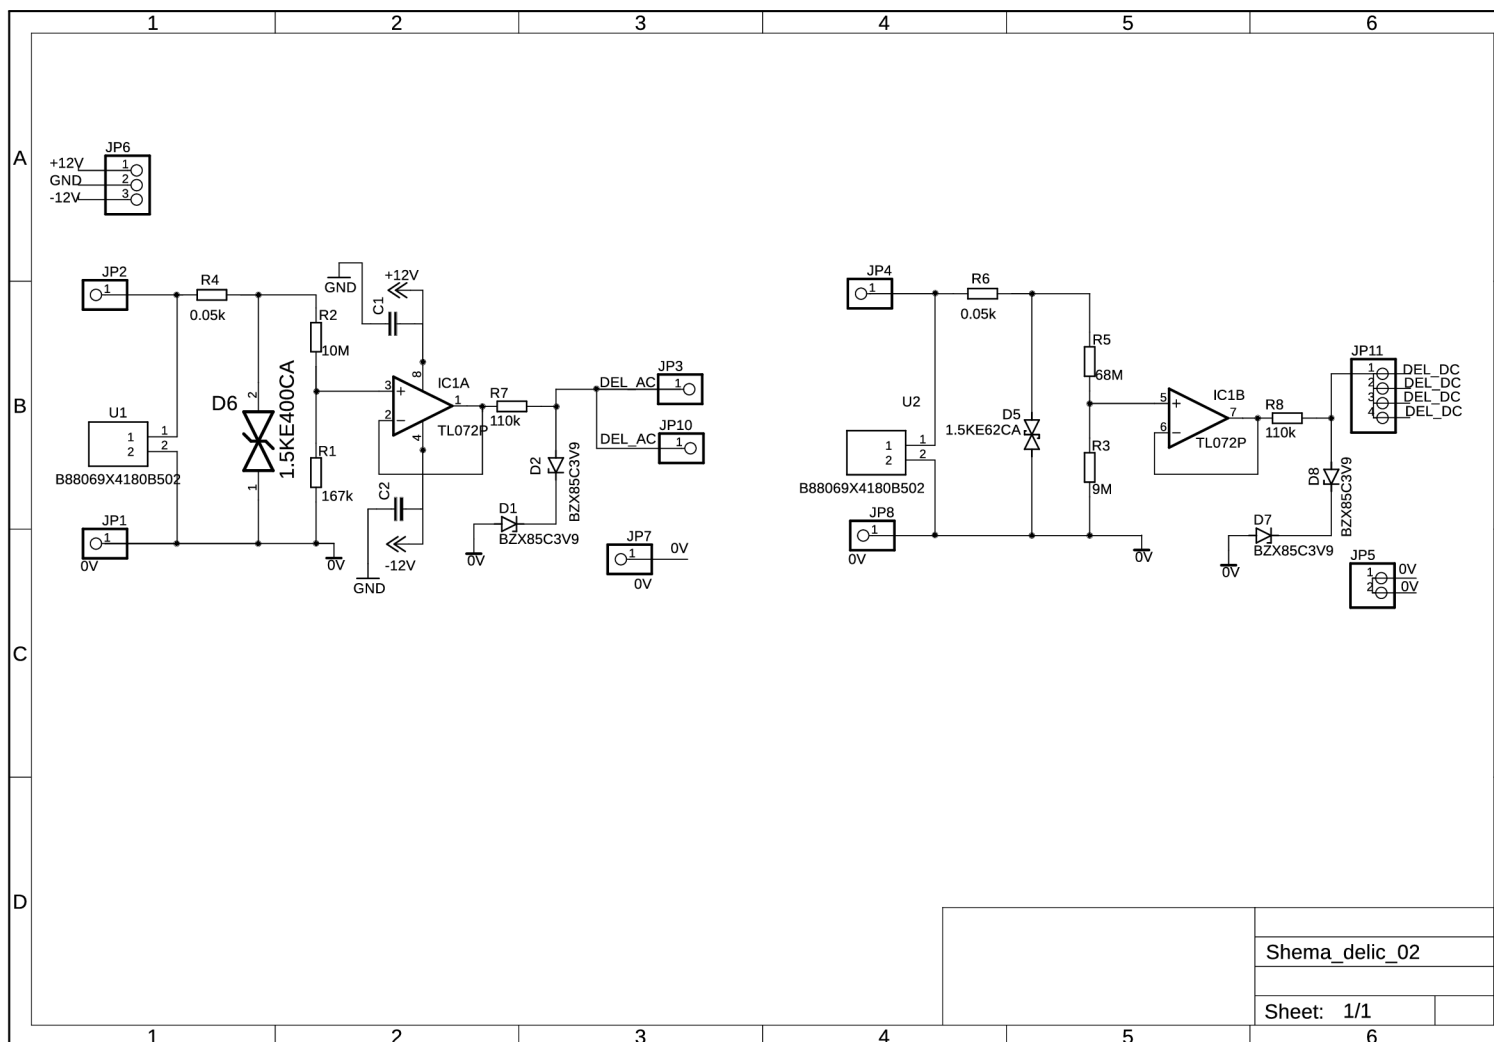 1 2 3 4 5 6
A
JP6
+12V 1
GND 2
-12V 3
JP2
1
R4
0.05k
GND
+12V
C1
R2
10M
8
IC1A
3
+
2
−
1
4
TL072P
R7
110k
DEL_AC
JP3
1
DEL_AC
JP10
1
B
D6
2
1
1.5KE400CA
U1
1 1
2 2
B88069X4180B502
R1
167k
C2
D2
BZX85C3V9
D1
BZX85C3V9
0V
JP1
1
0V
0V
-12V
GND
JP7
1
0V
0V
JP4
1
R6
0.05k
R5
68M
U2
1 1
2 2
B88069X4180B502
D5
1.5KE62CA
R3
9M
5
+
6
−
IC1B
7
TL072P
R8
110k
JP11
1 DEL_DC
2 DEL_DC
3 DEL_DC
4 DEL_DC
D8
BZX85C3V9
D7
BZX85C3V9
0V
JP8
1
0V
0V
JP5
1 0V
2 0V
C
D
Shema_delic_02
Sheet: 1/1
1 2 3 4 5 6